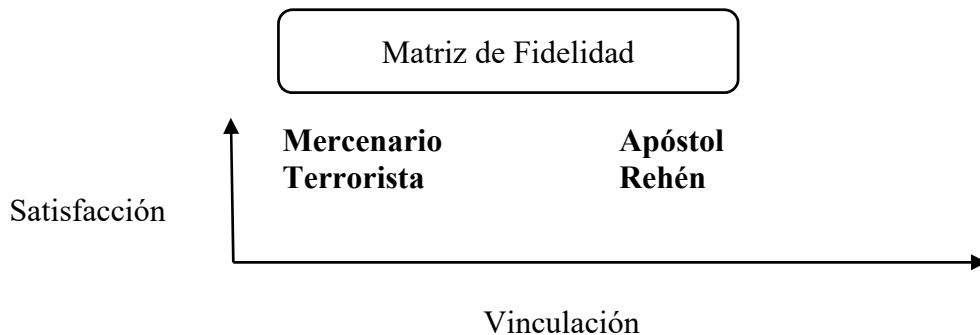 Matriz de Fidelidad
Mercenario Apóstol
Terrorista Rehén
Satisfacción
Vinculación